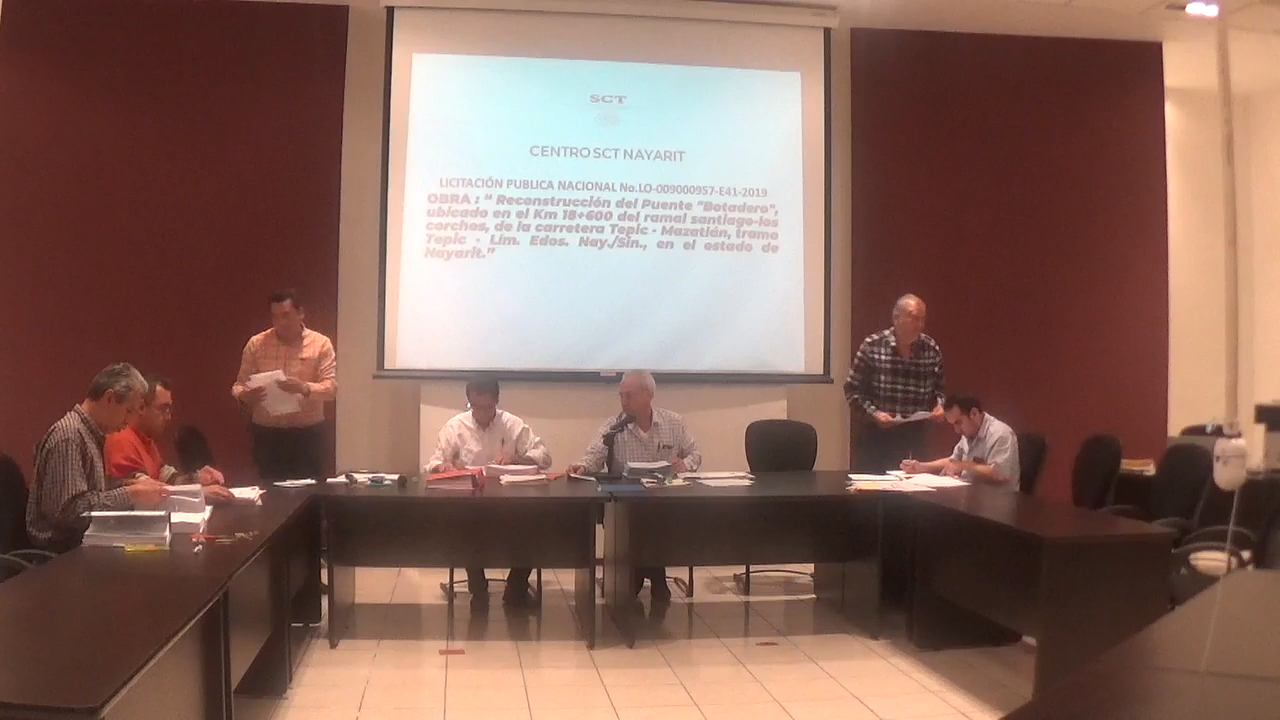 SCT
CENTRO SCT NAYARIT
LICITACIÓN PUBLICA NACIONAL No.LO-009000957-E41-2019
OBRA : " Reconstrucción del Puente "Botadero",
ubicado en el Km 18+600 del ramal santiago-los
corchos, de la carretera Tepic - Mazatlán, tramo
Tepic - Lim. Edos. Nay./Sin., en el estado de
Nayarit."